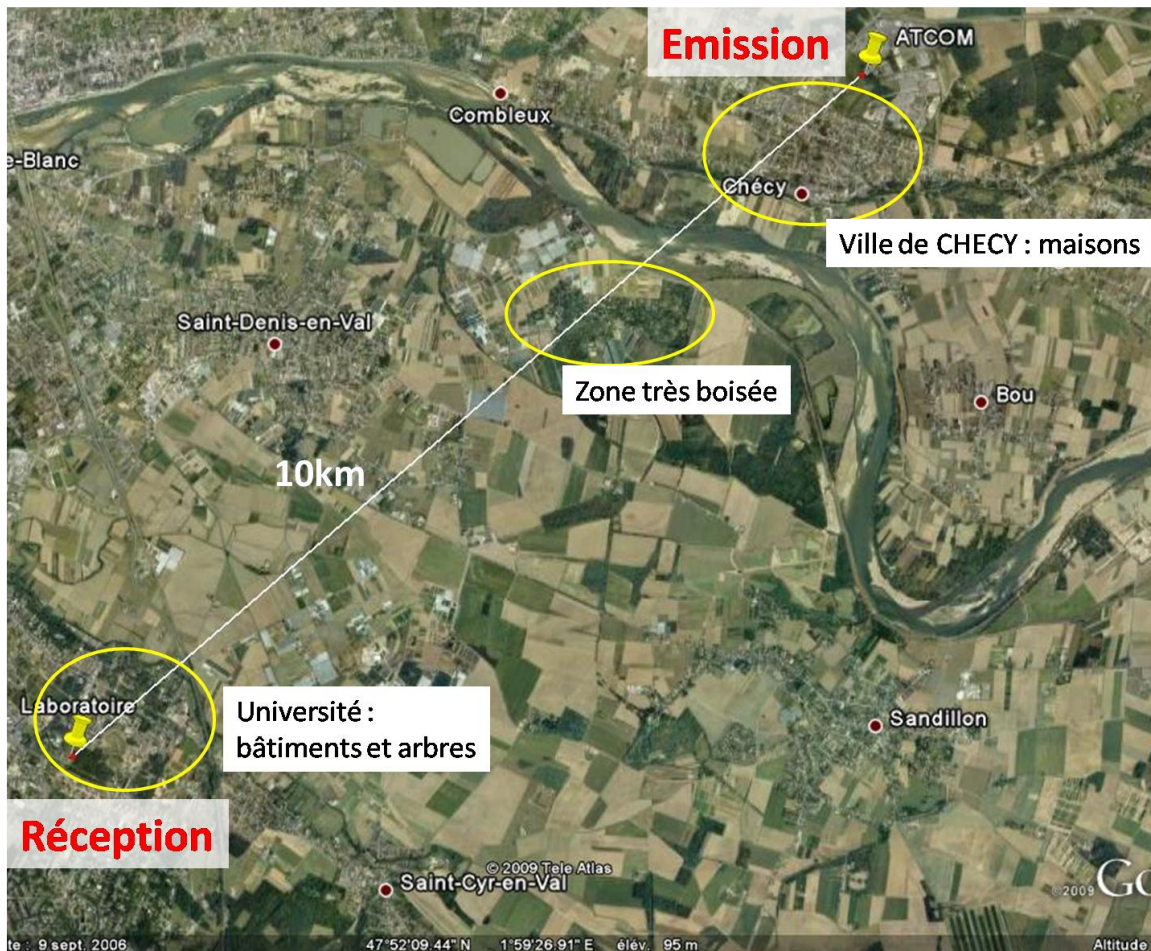 Emission
ATCOM
Combleux
e-Blanc
Chécy
Ville de CHECY : maisons
Saint-Denis-en-Val
Zone très boisée
Bou
10km
Laboratoire
Université :
bâtiments et arbres
Sandillon
Réception
© 2009 Tele Atlas
Saint-Cyr-en-Val
©2009 Go
te : 9 sept. 2006 47°52'09.44" N 1°59'26.91" E élév. 95 m Altitude